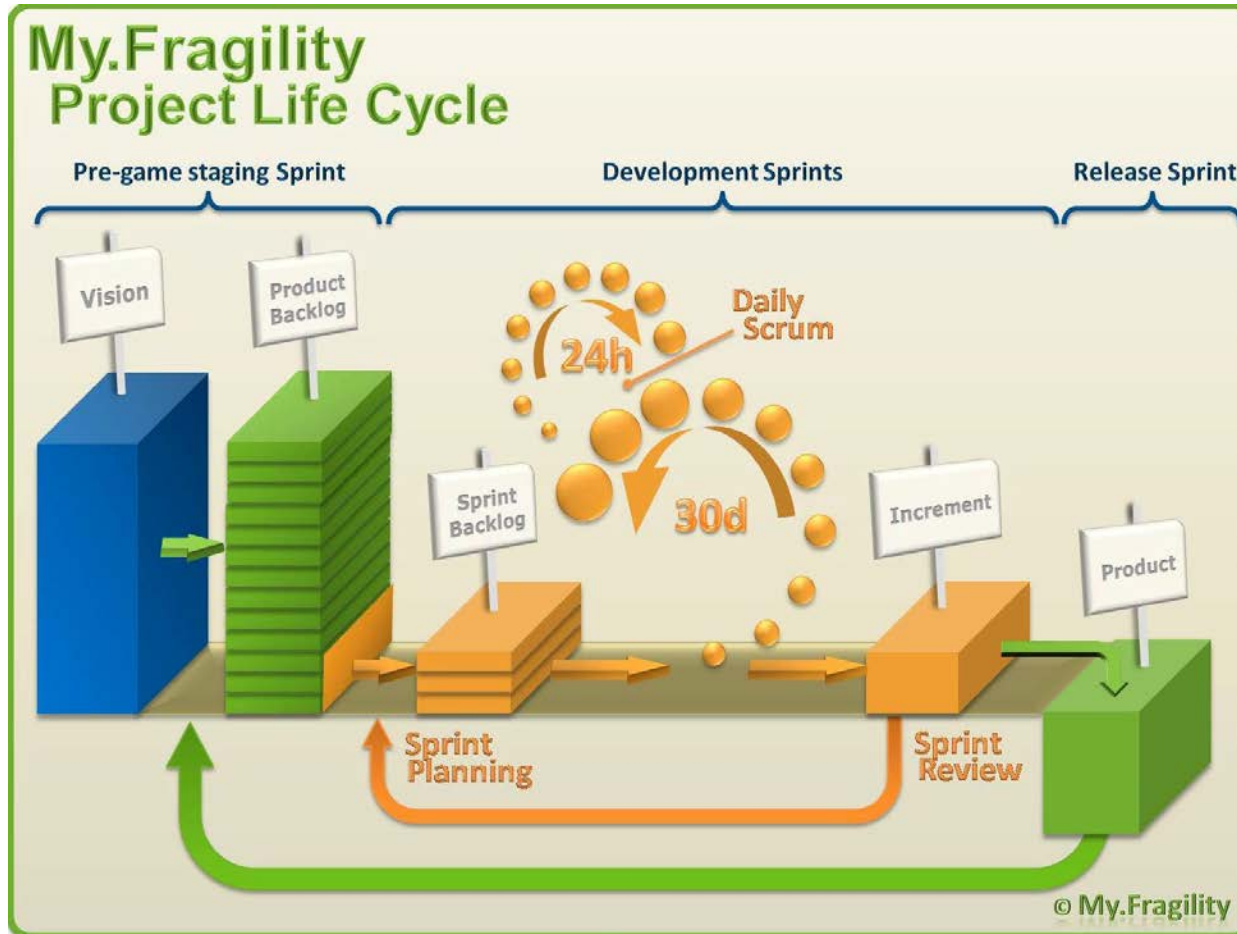 My.Fragility
Project Life Cycle
Pre-game staging Sprint
Development Sprints
Release Sprint
Vision
Product
Backlog
Daily
Scrum
24h
30d
Sprint
Backlog
Increment
Product
Sprint
Planning
Sprint
Review
© My.Fragility